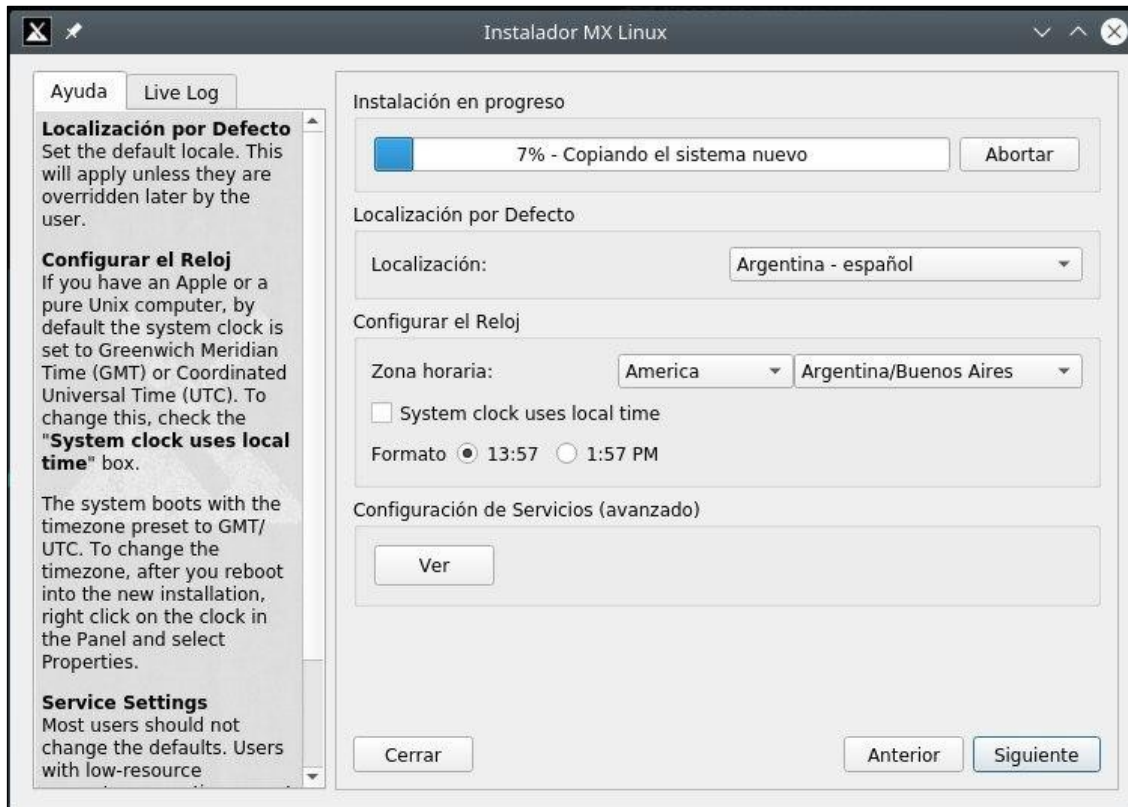 Instalador MX Linux
Ayuda
Live Log
Localización por Defecto
Set the default locale. This
will apply unless they are
overridden later by the
user.
Configurar el Reloj
If you have an Apple or a
pure Unix computer, by
default the system clock is
set to Greenwich Meridian
Time (GMT) or Coordinated
Universal Time (UTC). To
change this, check the
"System clock uses local
time" box.
The system boots with the
timezone preset to GMT/
UTC. To change the
timezone, after you reboot
into the new installation,
right click on the clock in
the Panel and select
Properties.
Service Settings
Most users should not
change the defaults. Users
with low-resource
Instalación en progreso
7% - Copiando el sistema nuevo
Abortar
Localización por Defecto
Localización:
Argentina - español
Configurar el Reloj
Zona horaria:
America
Argentina/Buenos Aires
System clock uses local time
Formato
13:57
1:57 PM
Configuración de Servicios (avanzado)
Ver
Cerrar
Anterior
Siguiente